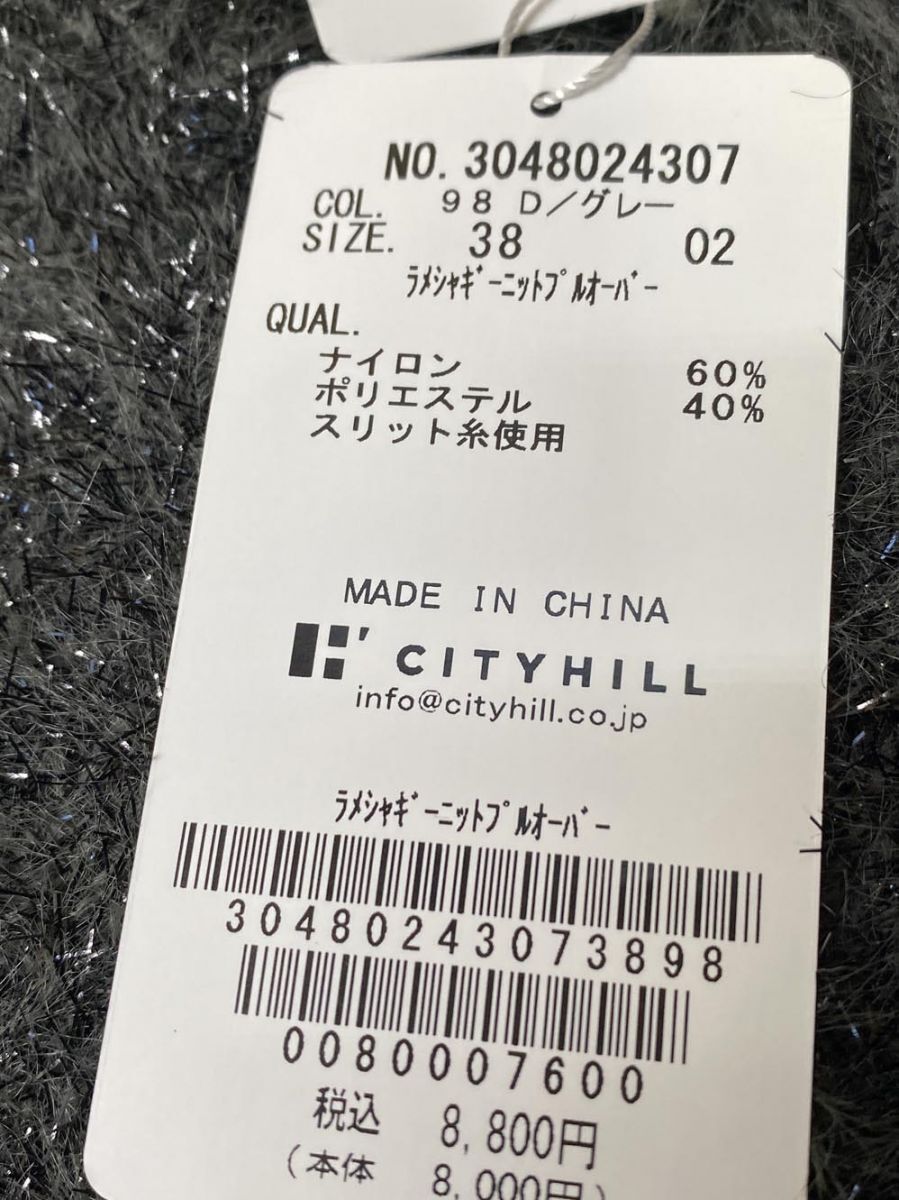 NO. 3048024307
COL. 98 D／グレー
SIZE. 38 02
ﾗﾒｼｬｷﾞｰﾆｯﾄﾌﾟﾙｵｰﾊﾞｰ
QUAL.
ナイロン 60%
ポリエステル 40%
スリット糸使用
MADE IN CHINA
CITYHILL
info@cityhill.co.jp
ﾗﾒｼｬｷﾞｰﾆｯﾄﾌﾟﾙｵｰﾊﾞｰ
30480243073898
0080007600
税込 8,800円
(本体 8,000円)